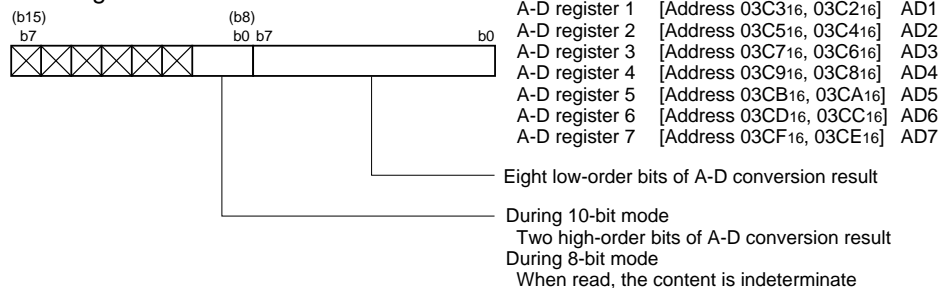 (b15) (b8)
b7 b0 b7 b0
A-D register 1 [Address 03C316, 03C216] AD1
A-D register 2 [Address 03C516, 03C416] AD2
A-D register 3 [Address 03C716, 03C616] AD3
A-D register 4 [Address 03C916, 03C816] AD4
A-D register 5 [Address 03CB16, 03CA16] AD5
A-D register 6 [Address 03CD16, 03CC16] AD6
A-D register 7 [Address 03CF16, 03CE16] AD7
Eight low-order bits of A-D conversion result
During 10-bit mode
Two high-order bits of A-D conversion result
During 8-bit mode
When read, the content is indeterminate